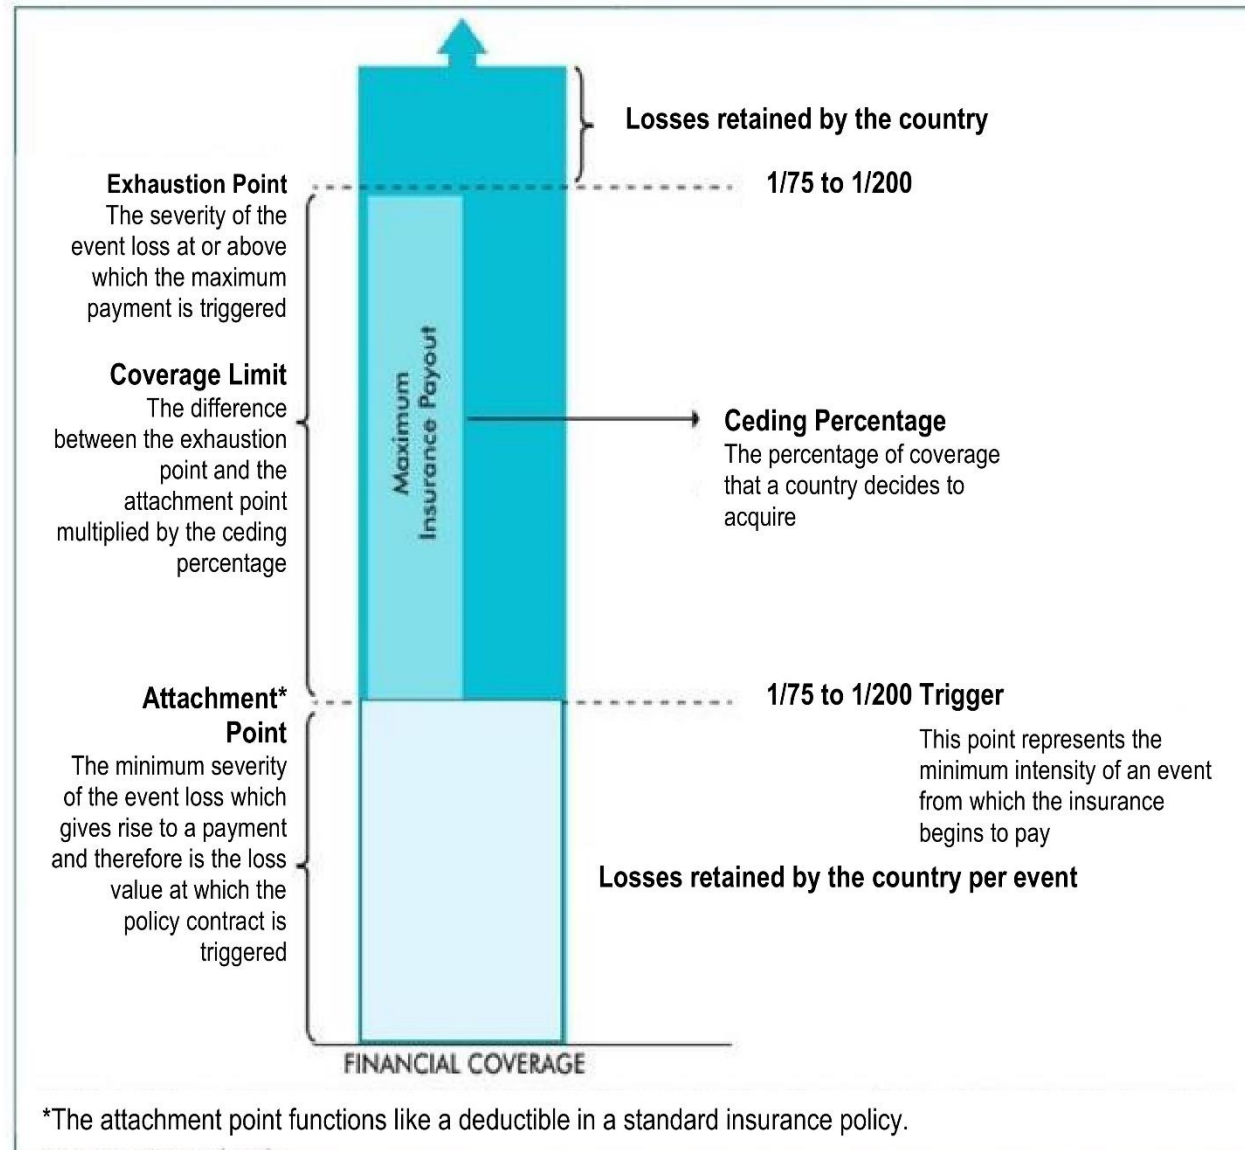 Losses retained by the country
Exhaustion Point
The severity of the
event loss at or above
which the maximum
payment is triggered
1/75 to 1/200
Coverage Limit
The difference
between the exhaustion
point and the
attachment point
multiplied by the ceding
percentage
Maximum
Insurance Payout
Ceding Percentage
The percentage of coverage
that a country decides to
acquire
Attachment*
Point
The minimum severity
of the event loss which
gives rise to a payment
and therefore is the loss
value at which the
policy contract is
triggered
1/75 to 1/200 Trigger
This point represents the
minimum intensity of an event
from which the insurance
begins to pay
Losses retained by the country per event
FINANCIAL COVERAGE
*The attachment point functions like a deductible in a standard insurance policy.